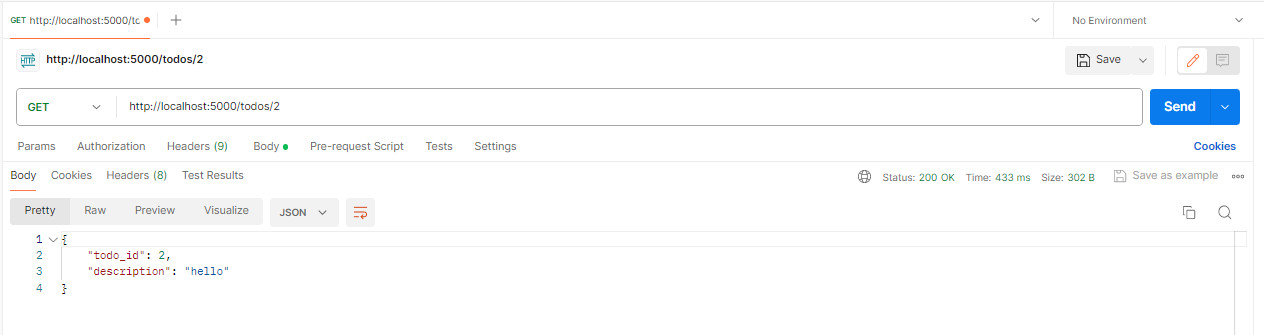 GET http://localhost:5000/to
No Environment
HTTP http://localhost:5000/todos/2
Save
GET http://localhost:5000/todos/2
Send
Params Authorization Headers (9) Body Pre-request Script Tests Settings Cookies
Body Cookies Headers (8) Test Results Status: 200 OK Time: 433 ms Size: 302 B Save as example
Pretty Raw Preview Visualize JSON
1 {
2 "todo_id": 2,
3 "description": "hello"
4 }